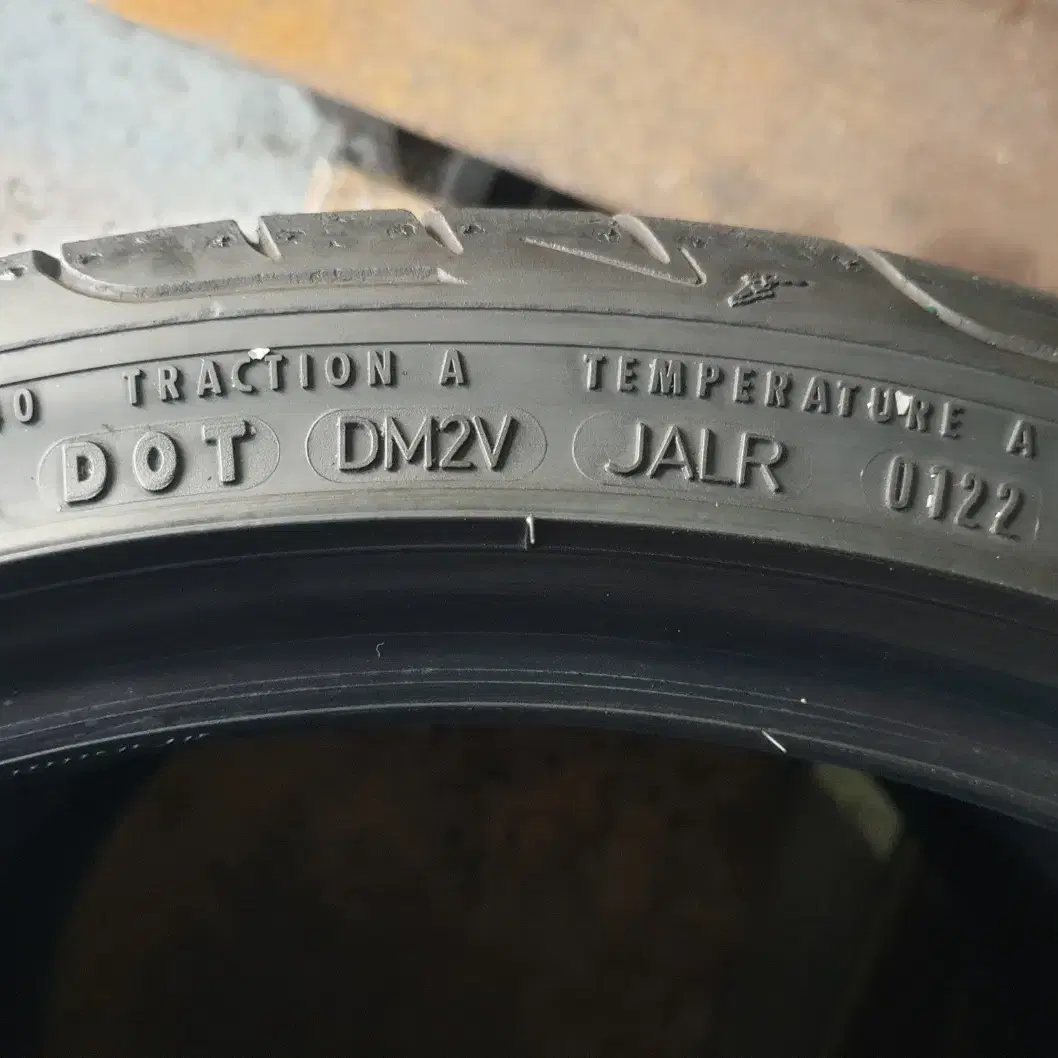 TRACTION A TEMPERATURE A
DOT DM2V JALR 0122